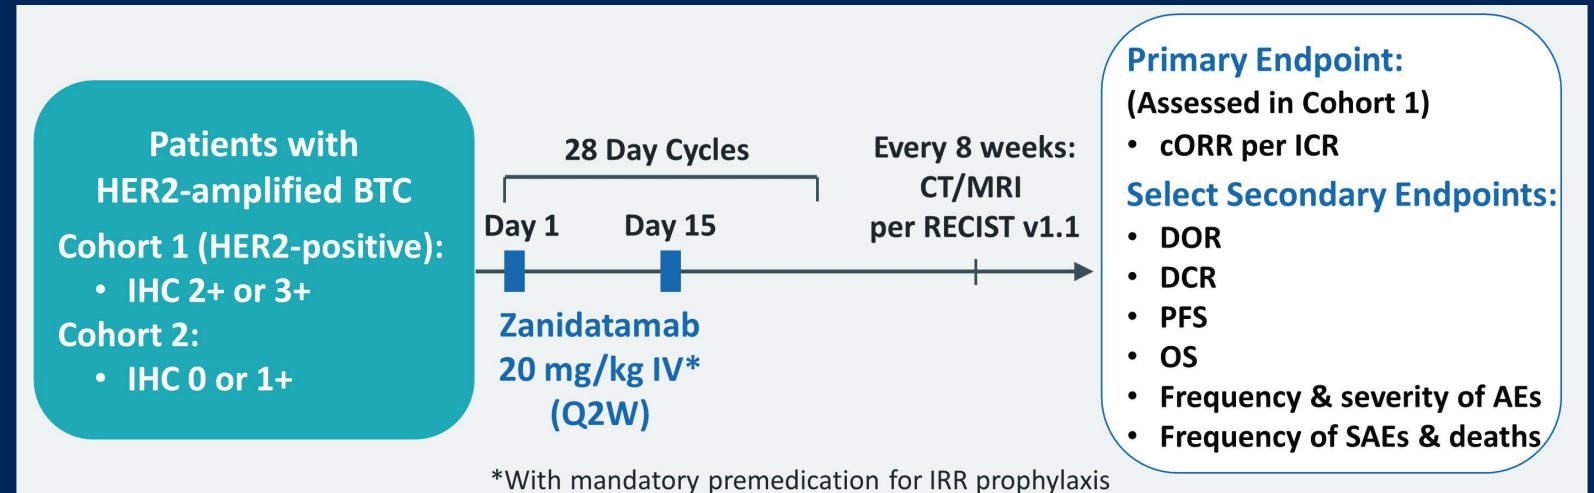 Patients with
HER2-amplified BTC
Cohort 1 (HER2-positive):
• IHC 2+ or 3+
Cohort 2:
• IHC 0 or 1+
28 Day Cycles
Day 1
Day 15
Zanidatamab
20 mg/kg IV*
(Q2W)
Every 8 weeks:
CT/MRI
per RECIST v1.1
Primary Endpoint:
(Assessed in Cohort 1)
• cORR per ICR
Select Secondary Endpoints:
• DOR
• DCR
• PFS
• OS
• Frequency & severity of AEs
• Frequency of SAEs & deaths
*With mandatory premedication for IRR prophylaxis